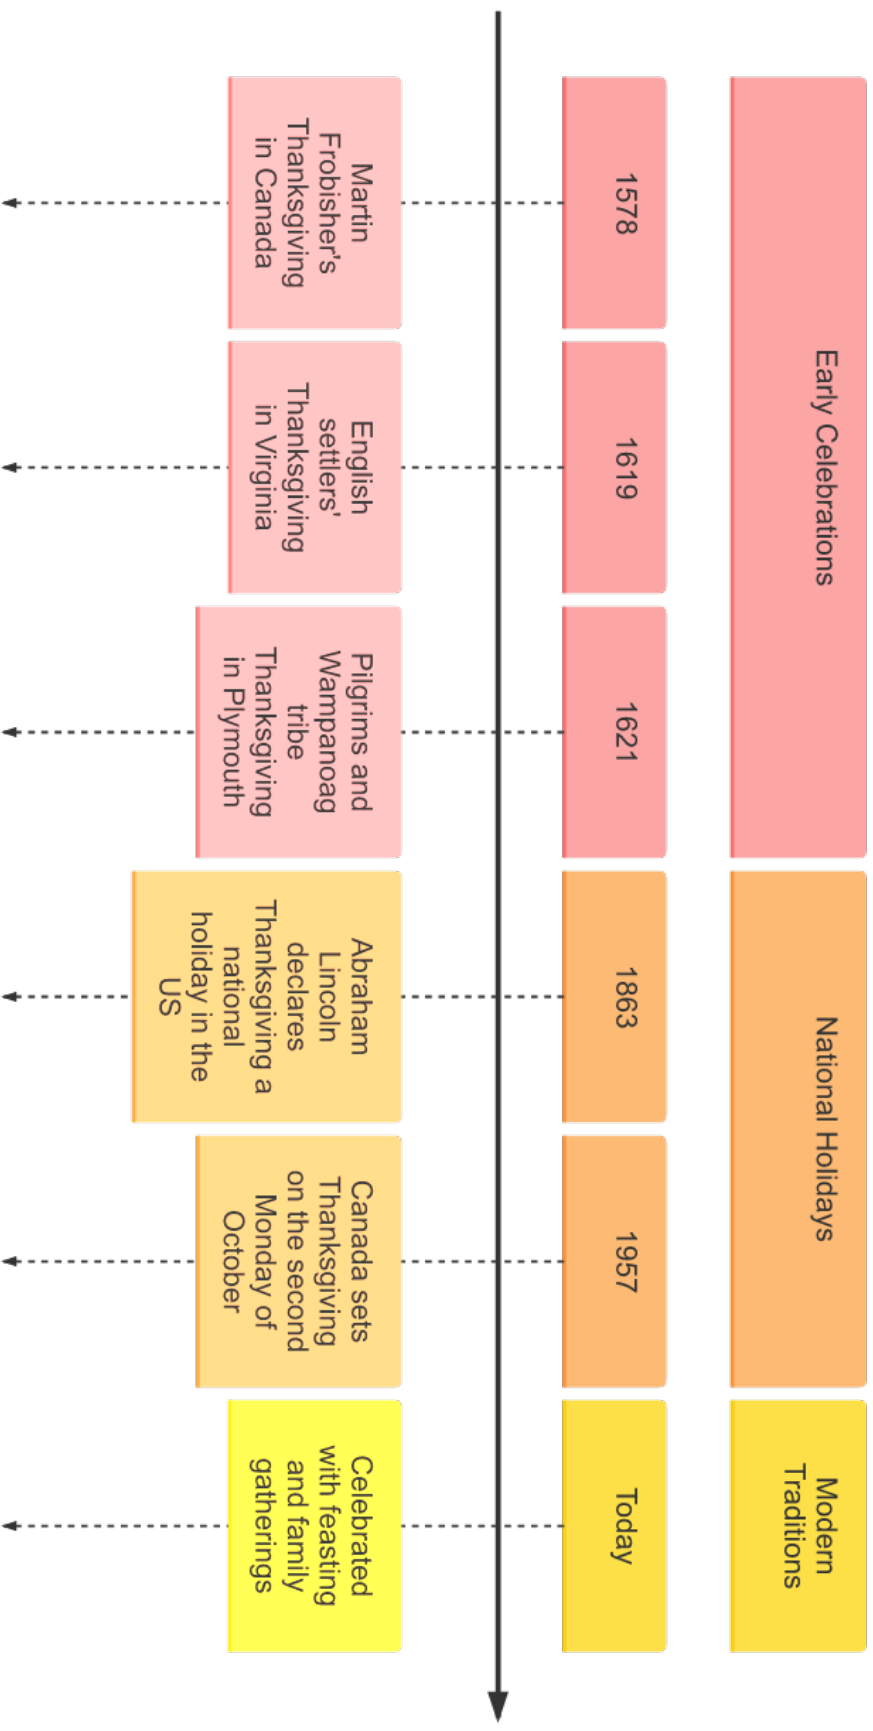 Early Celebrations
National Holidays
Modern
Traditions
1578
1619
1621
1863
1957
Today
Martin
Frobisher's
Thanksgiving
in Canada
English
settlers'
Thanksgiving
in Virginia
Pilgrims and
Wampanoag
tribe
Thanksgiving
in Plymouth
Abraham
Lincoln
declares
Thanksgiving a
national
holiday in the
US
Canada sets
Thanksgiving
on the second
Monday of
October
Celebrated
with feasting
and family
gatherings